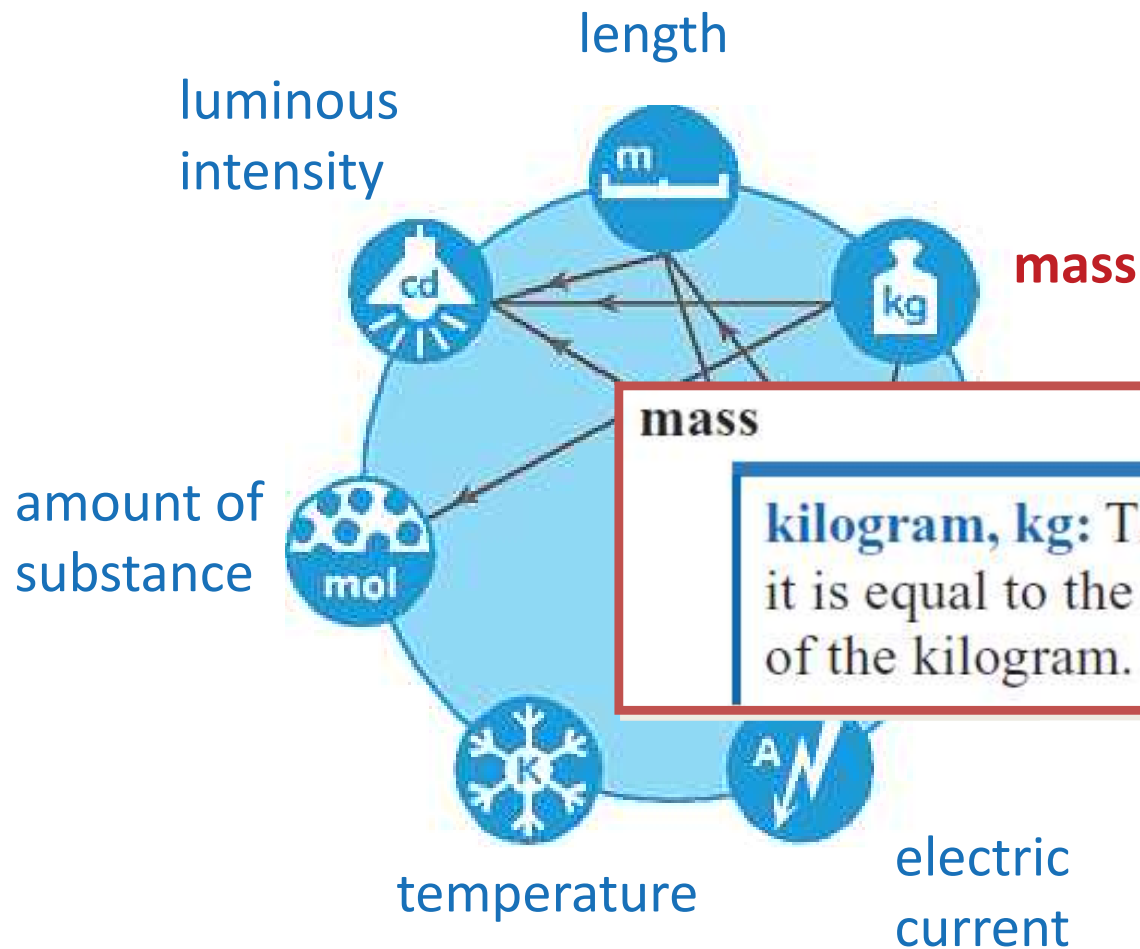 length
luminous
intensity
m
cd
kg
mass
mass
kilogram, kg:
it is equal to the
of the kilogram.
amount of
substance
mol
K
A
temperature
electric
current